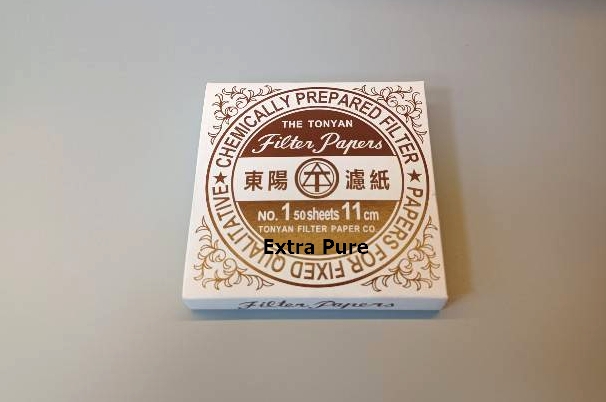 CHEMICALLY PREPARED FILTER
★ PAPERS FOR FIXED QUALITATIVE ★
THE TONYAN
Filter Papers
東陽 濾紙
NO. 1 50 sheets 11 cm
TONYAN FILTER PAPER CO.
Extra Pure
Filter Papers